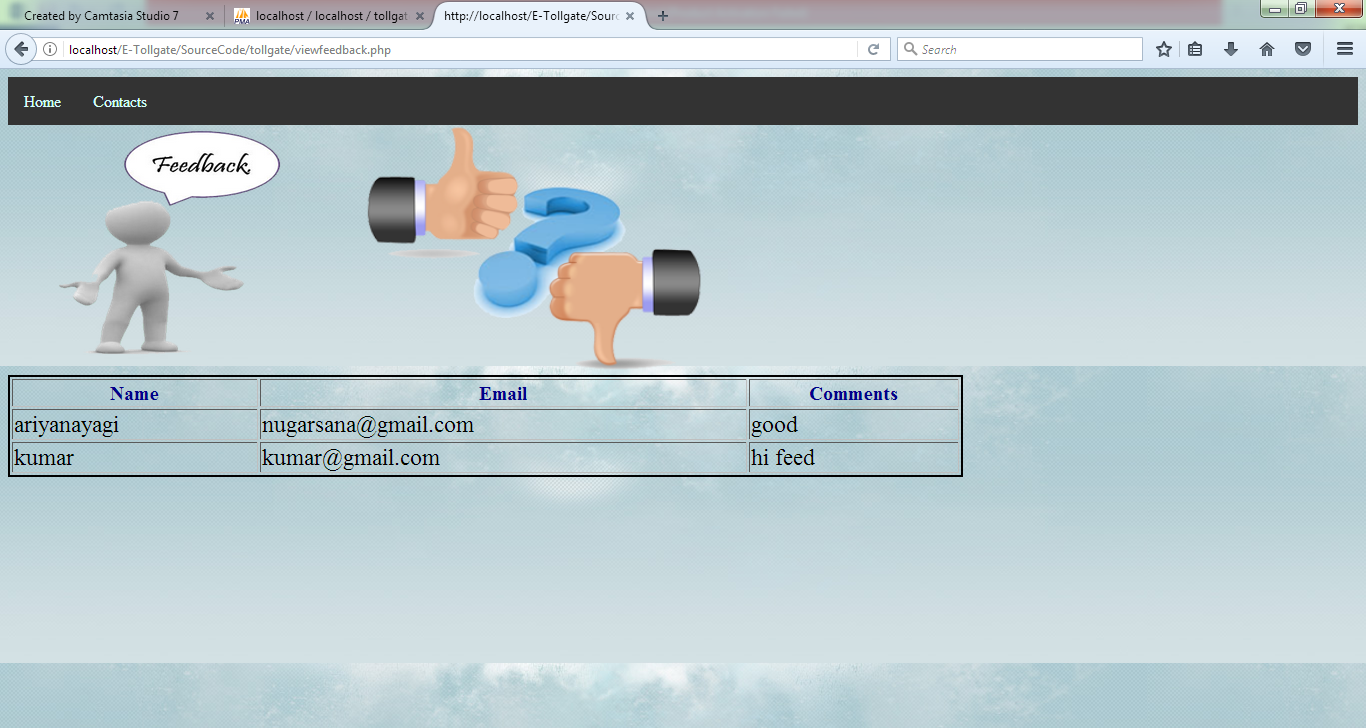 Created by Camtasia Studio 7
localhost / localhost / tollgat
http://localhost/E-Tollgate/Sourc
localhost/E-Tollgate/SourceCode/tollgate/viewfeedback.php
Search
Home Contacts
Feedback
Name Email Comments
ariyanayagi nugarsana@gmail.com good
kumar kumar@gmail.com hi feed